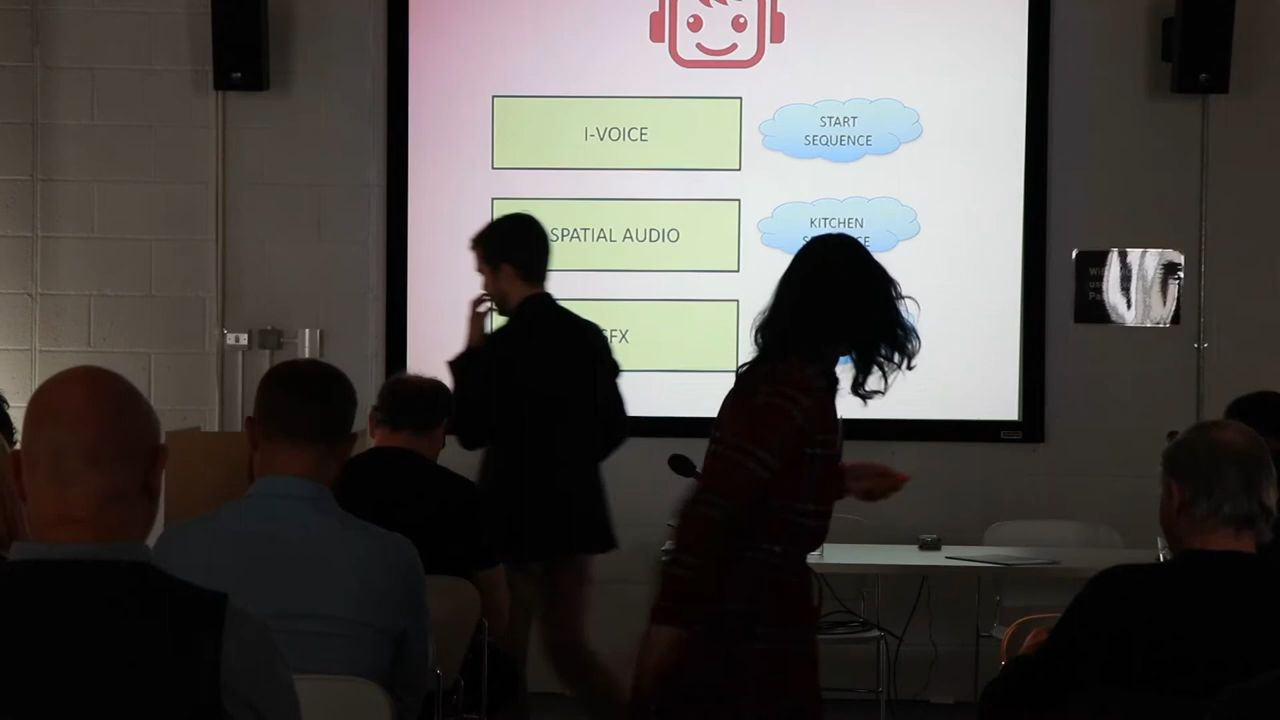 I-VOICE
START
SEQUENCE
SPATIAL AUDIO
KITCHEN
SFX